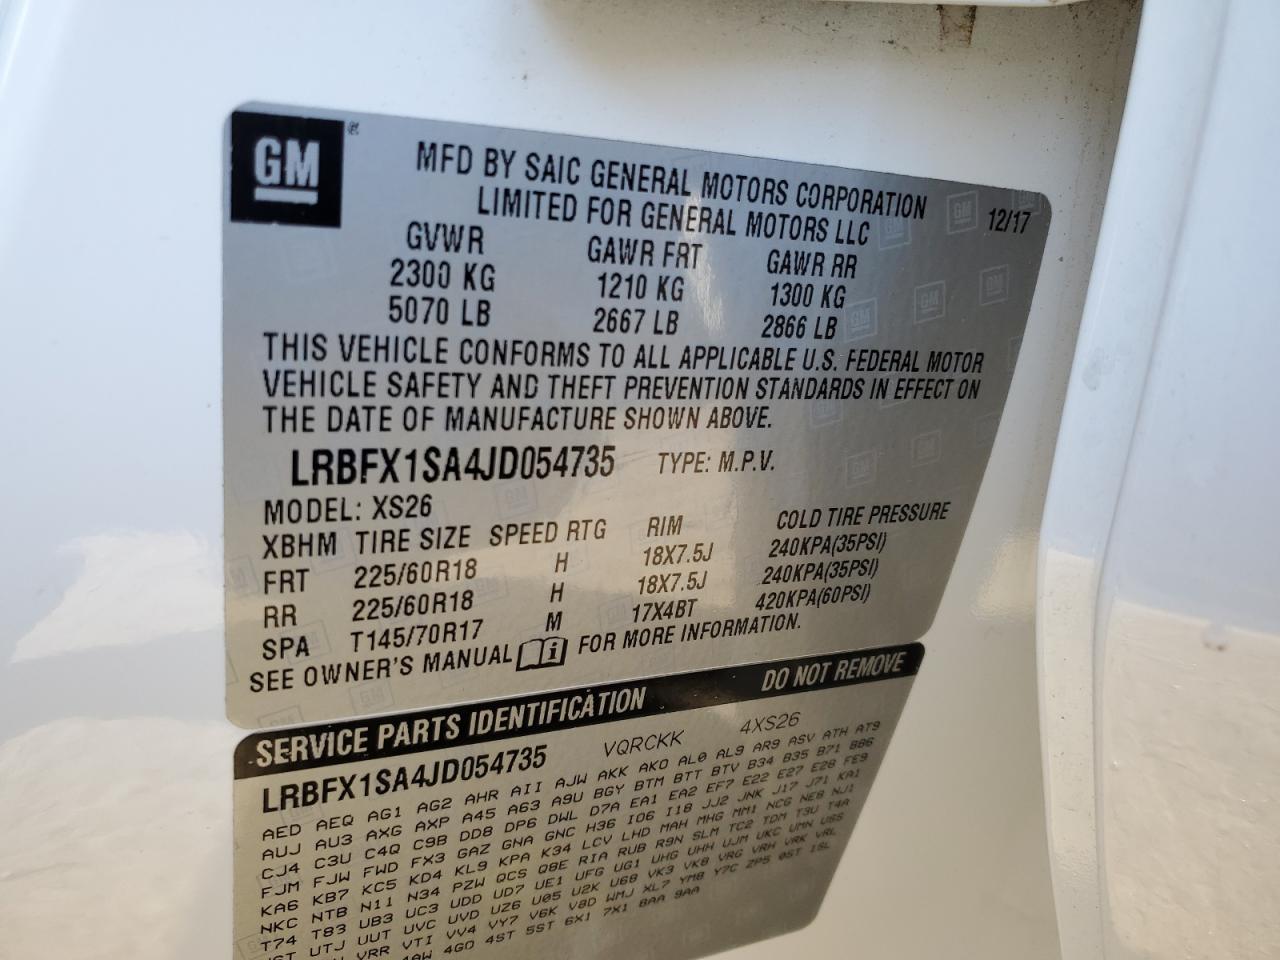 GM ®
MFD BY SAIC GENERAL MOTORS CORPORATION
LIMITED FOR GENERAL MOTORS LLC 12/17
GVWR GAWR FRT GAWR RR
2300 KG 1210 KG 1300 KG
5070 LB 2667 LB 2866 LB
THIS VEHICLE CONFORMS TO ALL APPLICABLE U.S. FEDERAL MOTOR
VEHICLE SAFETY AND THEFT PREVENTION STANDARDS IN EFFECT ON
THE DATE OF MANUFACTURE SHOWN ABOVE.
LRBFX1SA4JD054735 TYPE: M.P.V.
MODEL: XS26
XBHM TIRE SIZE SPEED RTG RIM COLD TIRE PRESSURE
FRT 225/60R18 H 18X7.5J 240KPA(35PSI)
RR 225/60R18 H 18X7.5J 240KPA(35PSI)
SPA T145/70R17 M 17X4BT 420KPA(60PSI)
SEE OWNER'S MANUAL FOR MORE INFORMATION.
SERVICE PARTS IDENTIFICATION DO NOT REMOVE
LRBFX1SA4JD054735 VQRCKK 4XS26
AED AEQ AG1 AG2 AHR AII AJW AKK AKO AL0 AL9 AR9 ASV ATH AT9
AUJ AU3 AXG AXP A45 A63 A9U BGY BTM BTT BTV B34 B35 B71 B86
CJ4 C3U C4Q C9B DD8 DP6 DWL D7A EA1 EA2 EF7 E22 E27 E28 FE9
FJM FJW FWD FX3 GAZ GNA GNC H36 IO6 I18 JJ2 JNK J17 J71 KA1
KA6 KB7 KC5 KD4 KL9 KPA K34 LCV LHD MAH MHG MM1 NCG NE8 NJ1
NKC NTB N11 N34 PZW QCS Q8E RIA RUB R9N SLM TC2 TDM T3U T4A
T74 T83 UB3 UC3 UDD UD7 UE1 UFG UG1 UHG UHH UJM UKC UMN USS
UTJ UUT UVC UVD UZ6 U05 U2K U68 VK3 VK8 VRG VRH VRK VRL
VRR VTI VV4 VY7 V6K V8D WMJ XL7 YM8 Y7C ZP5 0ST 1SL
4GO 4ST 5ST 6X1 7X1 8AA 9AA